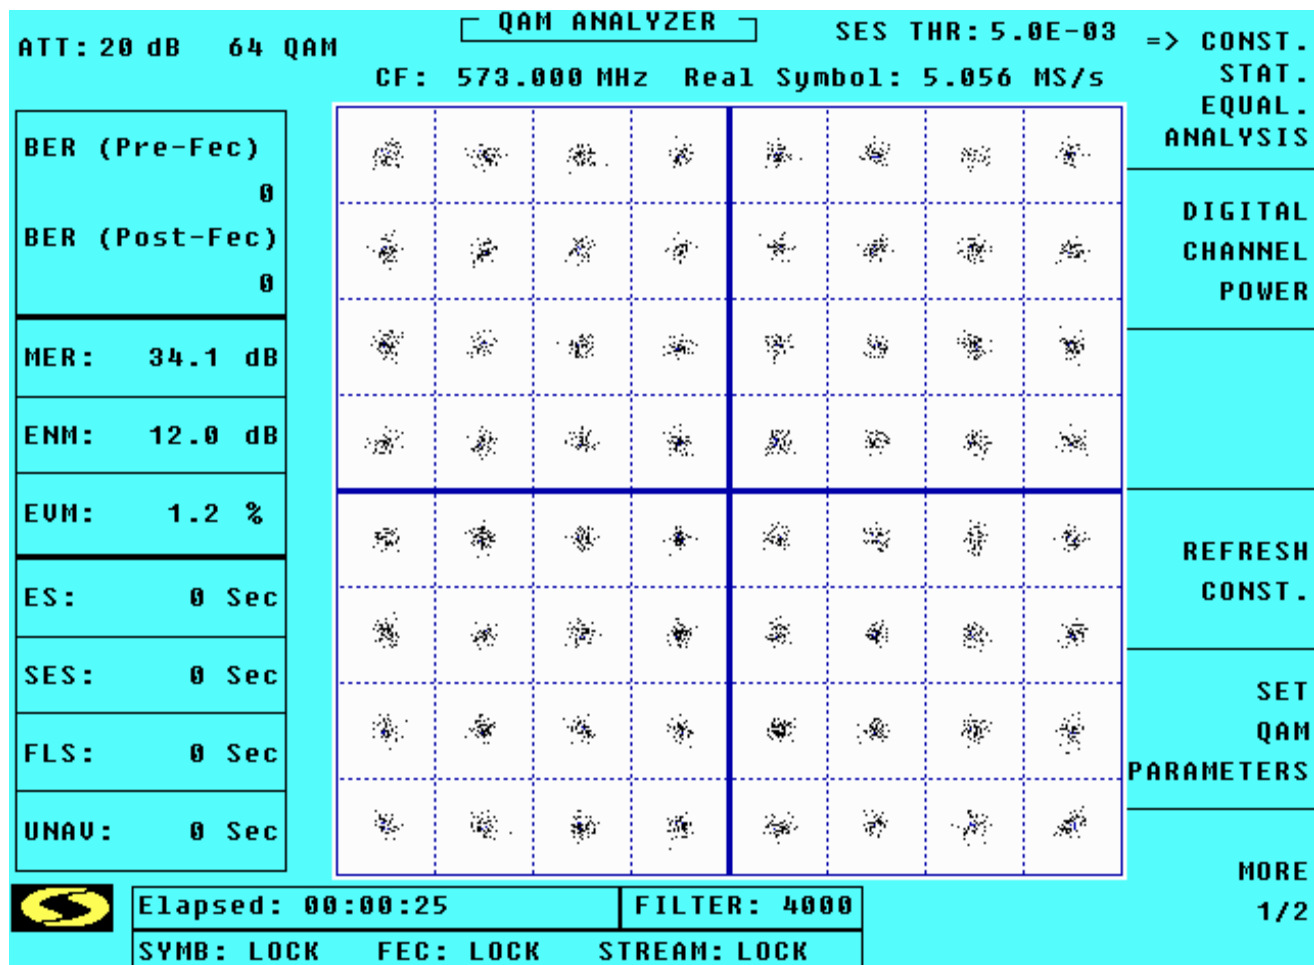 QAM ANALYZER
ATT: 20 dB 64 QAM SES THR: 5.0E-03
CF: 573.000 MHz Real Symbol: 5.056 MS/s
BER (Pre-Fec)
0
BER (Post-Fec)
0
MER: 34.1 dB
ENM: 12.0 dB
EVM: 1.2 %
ES: 0 Sec
SES: 0 Sec
FLS: 0 Sec
UNAV: 0 Sec
=> CONST.
STAT.
EQUAL.
ANALYSIS
DIGITAL
CHANNEL
POWER
REFRESH
CONST.
SET
QAM
PARAMETERS
MORE
1/2
Elapsed: 00:00:25 FILTER: 4000
SYMB: LOCK FEC: LOCK STREAM: LOCK